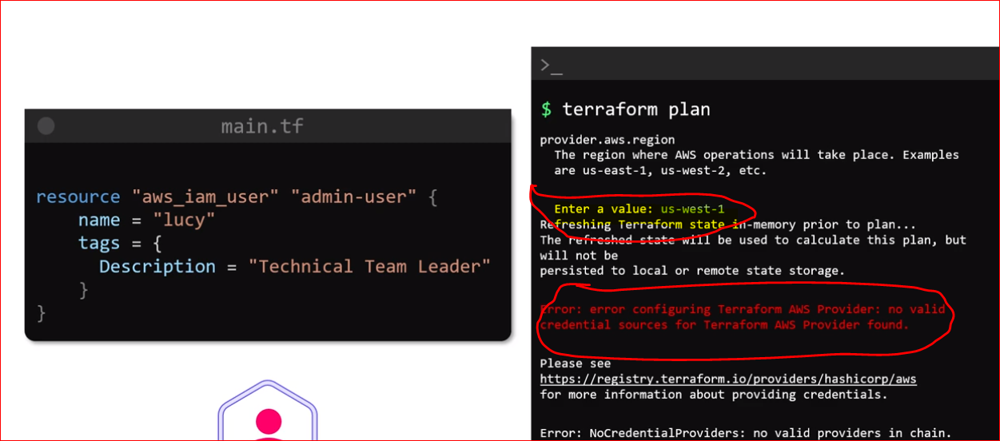 main.tf
resource "aws_iam_user" "admin-user" {
name = "lucy"
tags = {
Description = "Technical Team Leader"
}
}
>_
$ terraform plan
provider.aws.region
The region where AWS operations will take place. Examples
are us-east-1, us-west-2, etc.
Enter a value: us-west-1
Refreshing Terraform state in-memory prior to plan...
The refreshed state will be used to calculate this plan, but
will not be
persisted to local or remote state storage.
Error: error configuring Terraform AWS Provider: no valid
credential sources for Terraform AWS Provider found.
Please see
https://registry.terraform.io/providers/hashicorp/aws
for more information about providing credentials.
Error: NoCredentialProviders: no valid providers in chain.